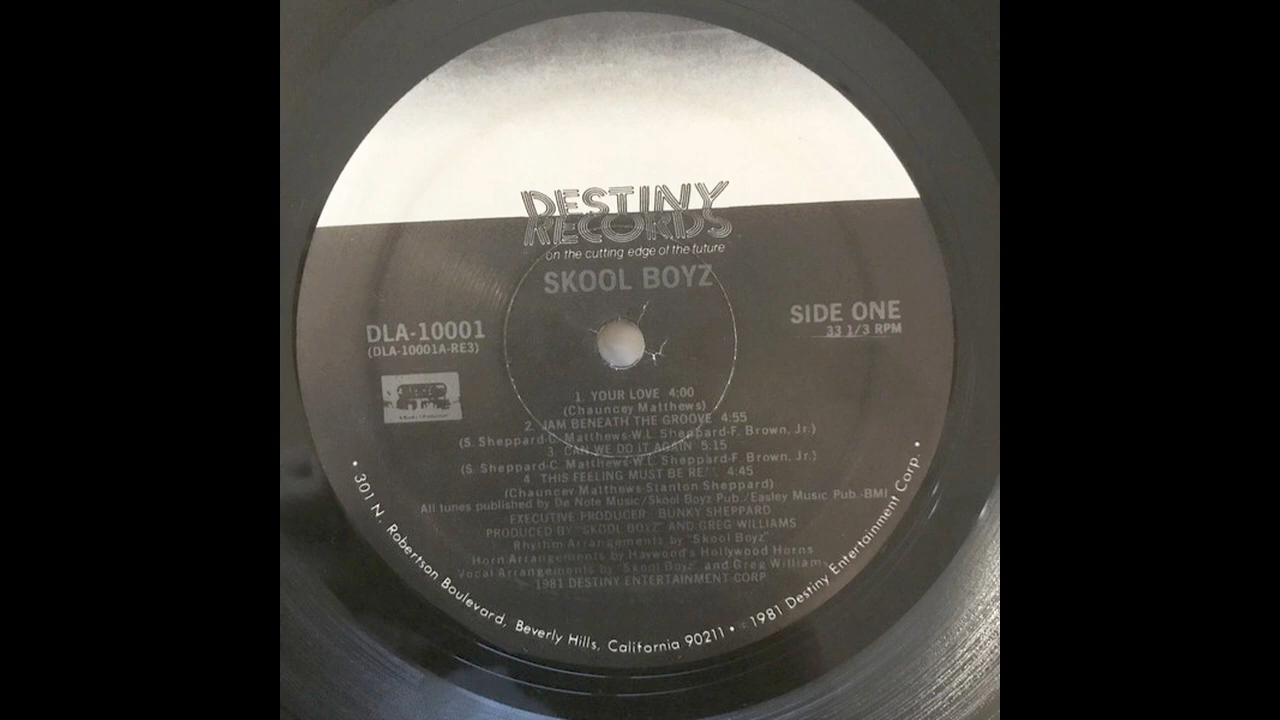 DESTINY
RECORDS
on the cutting edge of the future
SKOOL BOYZ
DLA-10001
(DLA-10001A-RE3)
SIDE ONE
33 1/3 RPM
1. YOUR LOVE 4:00
(Chauncey Matthews)
2. JAM BENEATH THE GROOVE 4:55
(S. Sheppard-C. Matthews-W.L. Sheppard-F. Brown, Jr.)
3. CAN WE DO IT AGAIN 5:15
(S. Sheppard-C. Matthews-W.L. Sheppard-F. Brown, Jr.)
4. THIS FEELING MUST BE 4:45
(Chauncey Matthews-Stanton Sheppard)
All tunes published by De Note Music/Skool Boyz Pub./Easley Music Pub.-BMI
EXECUTIVE PRODUCER BUNKY SHEPPARD
PRODUCED BY "SKOOL BOYZ" AND GREG WILLIAMS
Rhythm Arrangements by "Skool Boyz"
Horn Arrangements by Haywood's Hollywood Horns
Vocal Arrangements by "Skool Boyz" and Greg Williams
1981 DESTINY ENTERTAINMENT CORP
• 301 N. Robertson Boulevard, Beverly Hills, California 90211 • 1981 Destiny Entertainment Corp. •